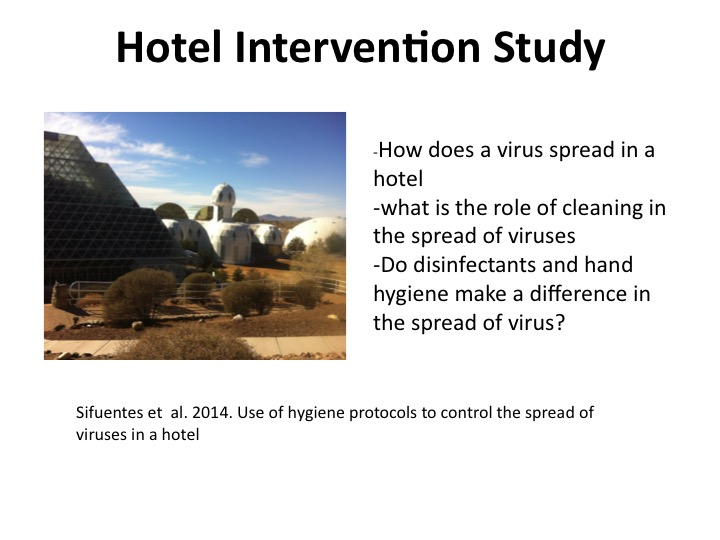 Hotel Intervention Study
-How does a virus spread in a
hotel
-what is the role of cleaning in
the spread of viruses
-Do disinfectants and hand
hygiene make a difference in
the spread of virus?
Sifuentes et  al. 2014. Use of hygiene protocols to control the spread of
viruses in a hotel